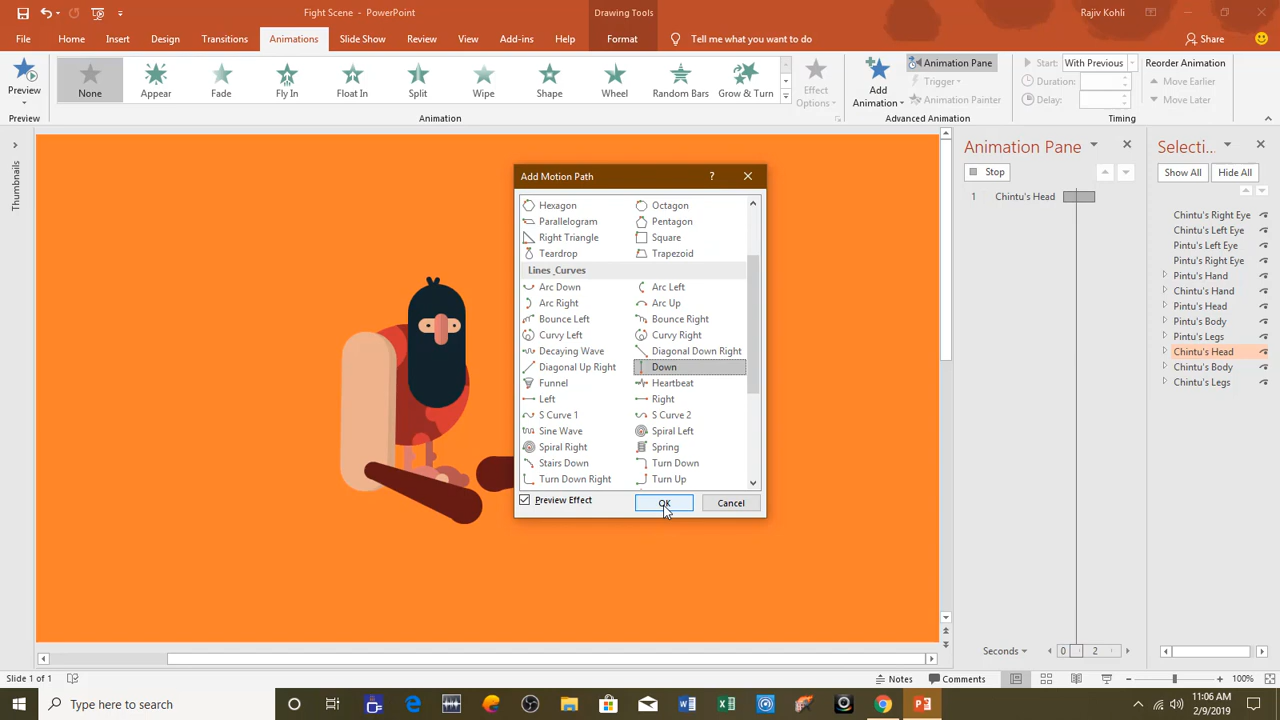 Fight Scene - PowerPoint
Drawing Tools
Rajiv Kohli
File Home Insert Design Transitions Animations Slide Show Review View Add-ins Help Format Tell me what you want to do Share
Preview
None Appear Fade Fly In Float In Split Wipe Shape Wheel Random Bars Grow & Turn
Effect Options
Add Animation
Animation Pane
Trigger
Animation Painter
Start: With Previous
Duration:
Delay:
Reorder Animation
Move Earlier
Move Later
Preview Animation Advanced Animation Timing
Thumbnails
Add Motion Path ?
Hexagon Octagon
Parallelogram Pentagon
Right Triangle Square
Teardrop Trapezoid
Lines_Curves
Arc Down Arc Left
Arc Right Arc Up
Bounce Left Bounce Right
Curvy Left Curvy Right
Decaying Wave Diagonal Down Right
Diagonal Up Right Down
Funnel Heartbeat
Left Right
S Curve 1 S Curve 2
Sine Wave Spiral Left
Spiral Right Spring
Stairs Down Turn Down
Turn Down Right Turn Up
Preview Effect OK Cancel
Animation Pane
Stop
1 Chintu's Head
Seconds 0 2
Selecti...
Show All Hide All
Chintu's Right Eye
Chintu's Left Eye
Pintu's Left Eye
Pintu's Right Eye
Pintu's Hand
Chintu's Hand
Pintu's Head
Pintu's Body
Pintu's Legs
Chintu's Head
Chintu's Body
Chintu's Legs
Slide 1 of 1 Notes Comments 100%
Type here to search
11:06 AM
2/9/2019